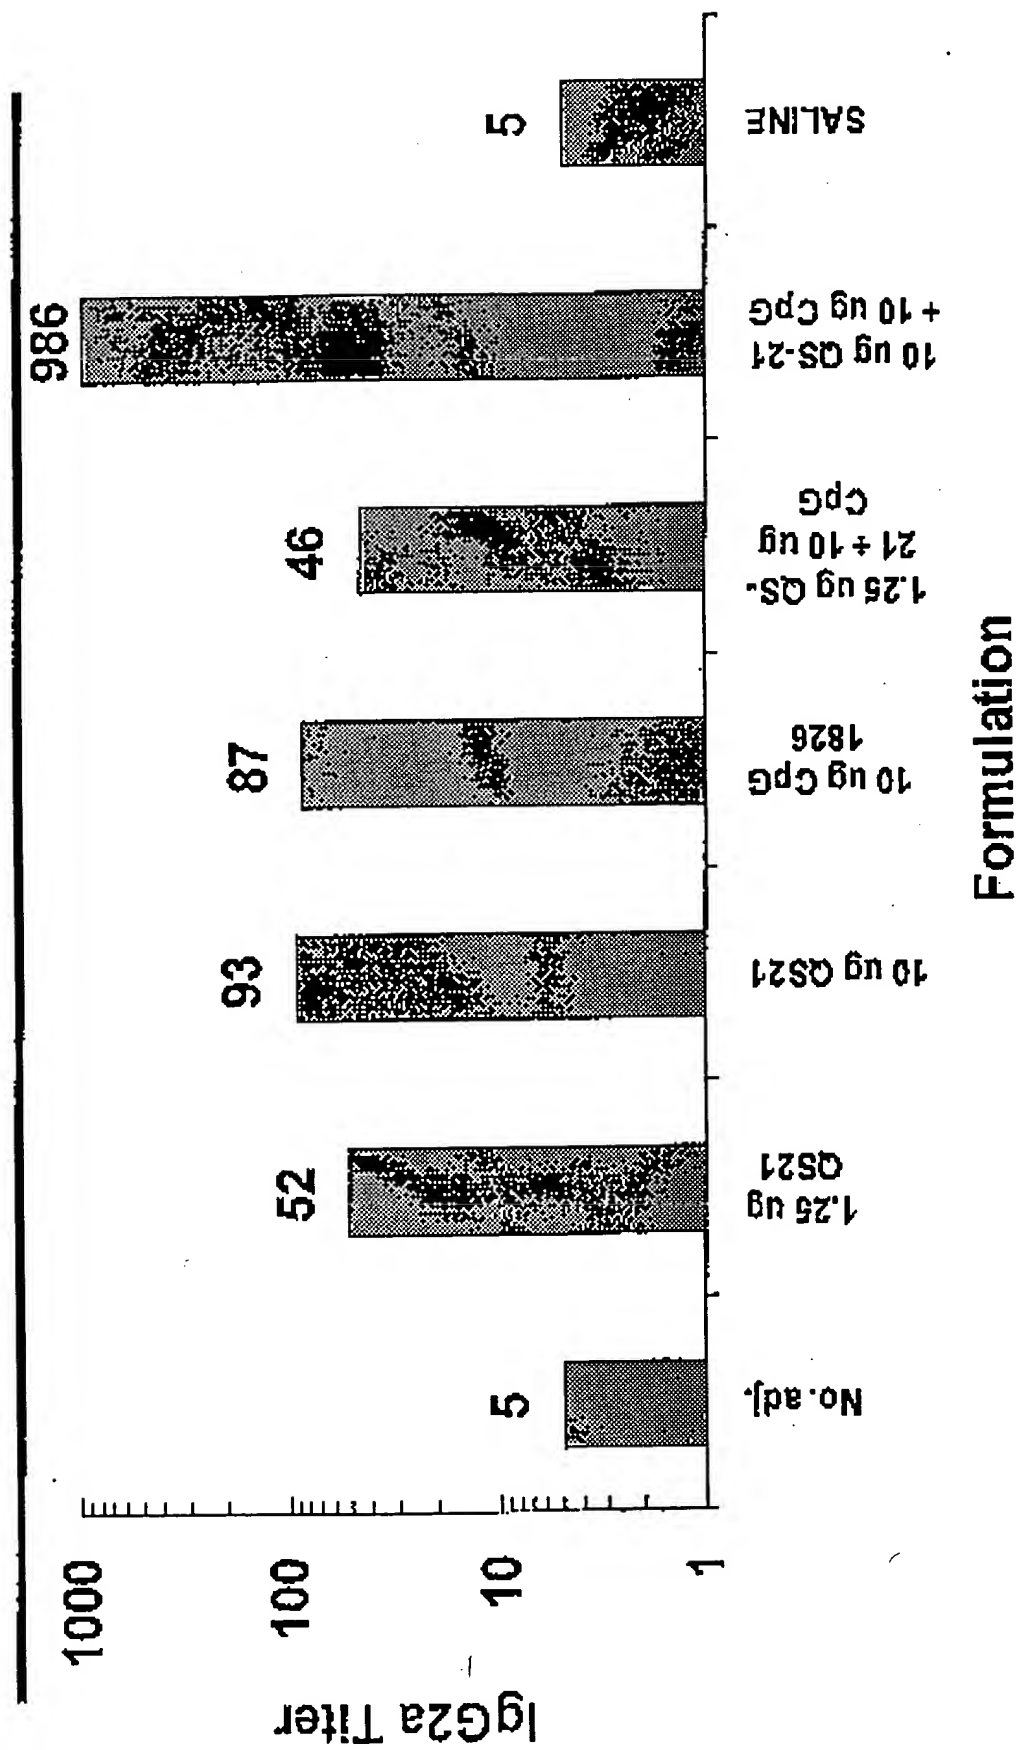 986
93
87
52
46
5
5
1000
100
10
1
IgG2a Titer
No. adj.
1.25 ug
QS21
10 ug QS21
10 ug CpG
1826
1.25 ug QS-
21 + 10 ug
CpG
10 ug QS-21
+ 10 ug CpG
SALINE
Formulation